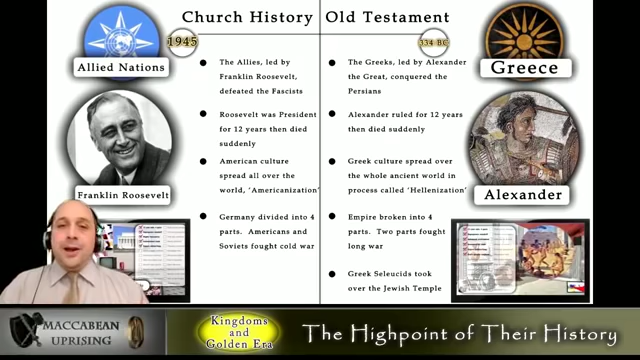 Church History
Old Testament
1945
334 BC
Allied Nations
Greece
The Allies, led by
Franklin Roosevelt,
defeated the Fascists
The Greeks, led by Alexander
the Great, conquered the
Persians
Roosevelt was President
for 12 years then died
suddenly
Alexander ruled for 12 years
then died suddenly
American culture
spread all over the
world, 'Americanization'
Greek culture spread over
the whole ancient world in
process called 'Hellenization'
Franklin Roosevelt
Alexander
Germany divided into 4
parts. Americans and
Soviets fought cold war
Empire broken into 4
parts. Two parts fought
long war
Greek Seleucids took
over the Jewish Temple
MACCABEAN
UPRISING
Kingdoms
and
Golden Era
The Highpoint of Their History